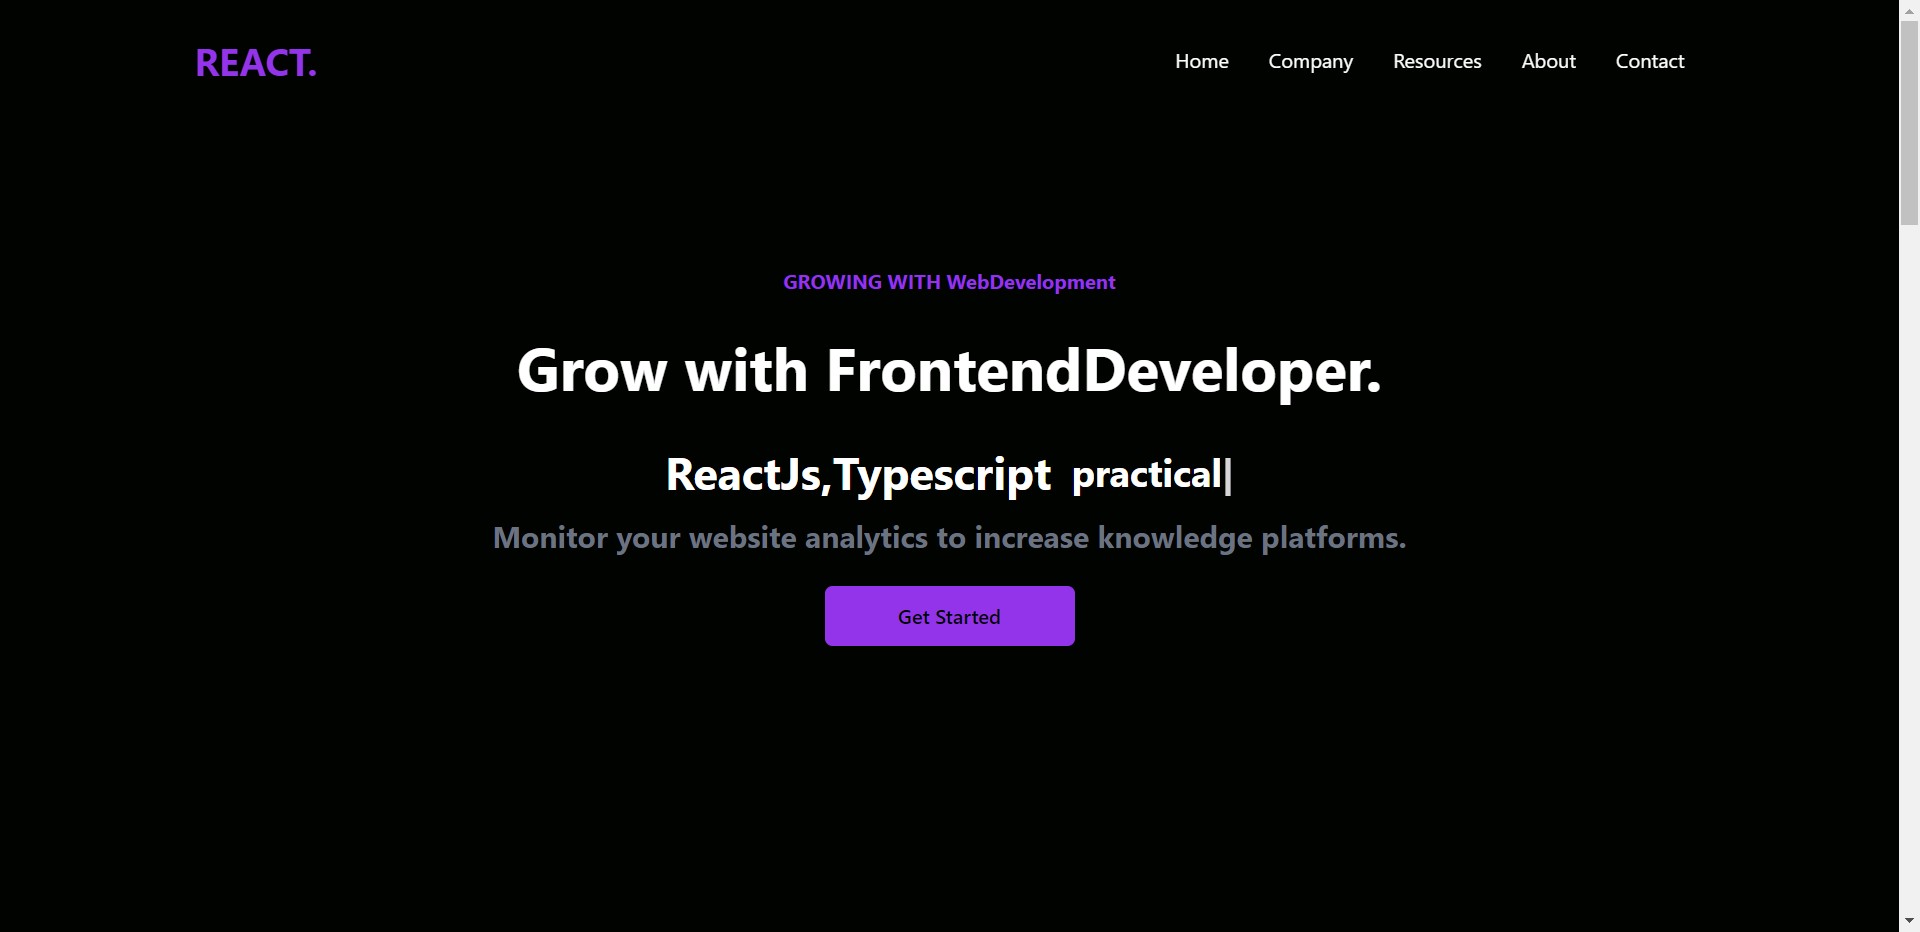 REACT.
Home Company Resources About Contact
GROWING WITH WebDevelopment
Grow with FrontendDeveloper.
ReactJs,Typescript practical|
Monitor your website analytics to increase knowledge platforms.
Get Started